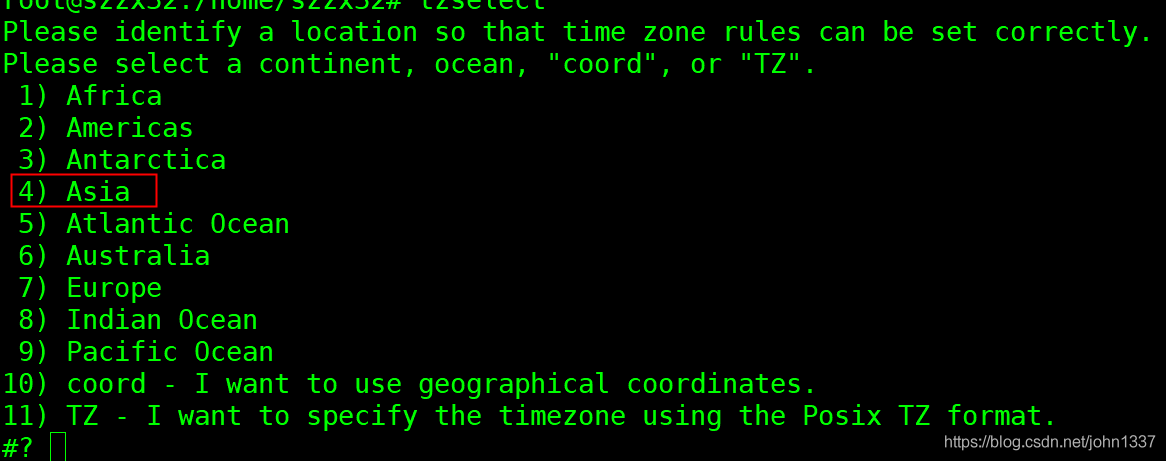 root@szzx32:/home/szzx32# tzselect
Please identify a location so that time zone rules can be set correctly.
Please select a continent, ocean, "coord", or "TZ".
 1) Africa
 2) Americas
 3) Antarctica
 4) Asia
 5) Atlantic Ocean
 6) Australia
 7) Europe
 8) Indian Ocean
 9) Pacific Ocean
10) coord - I want to use geographical coordinates.
11) TZ - I want to specify the timezone using the Posix TZ format.
#?
https://blog.csdn.net/john1337